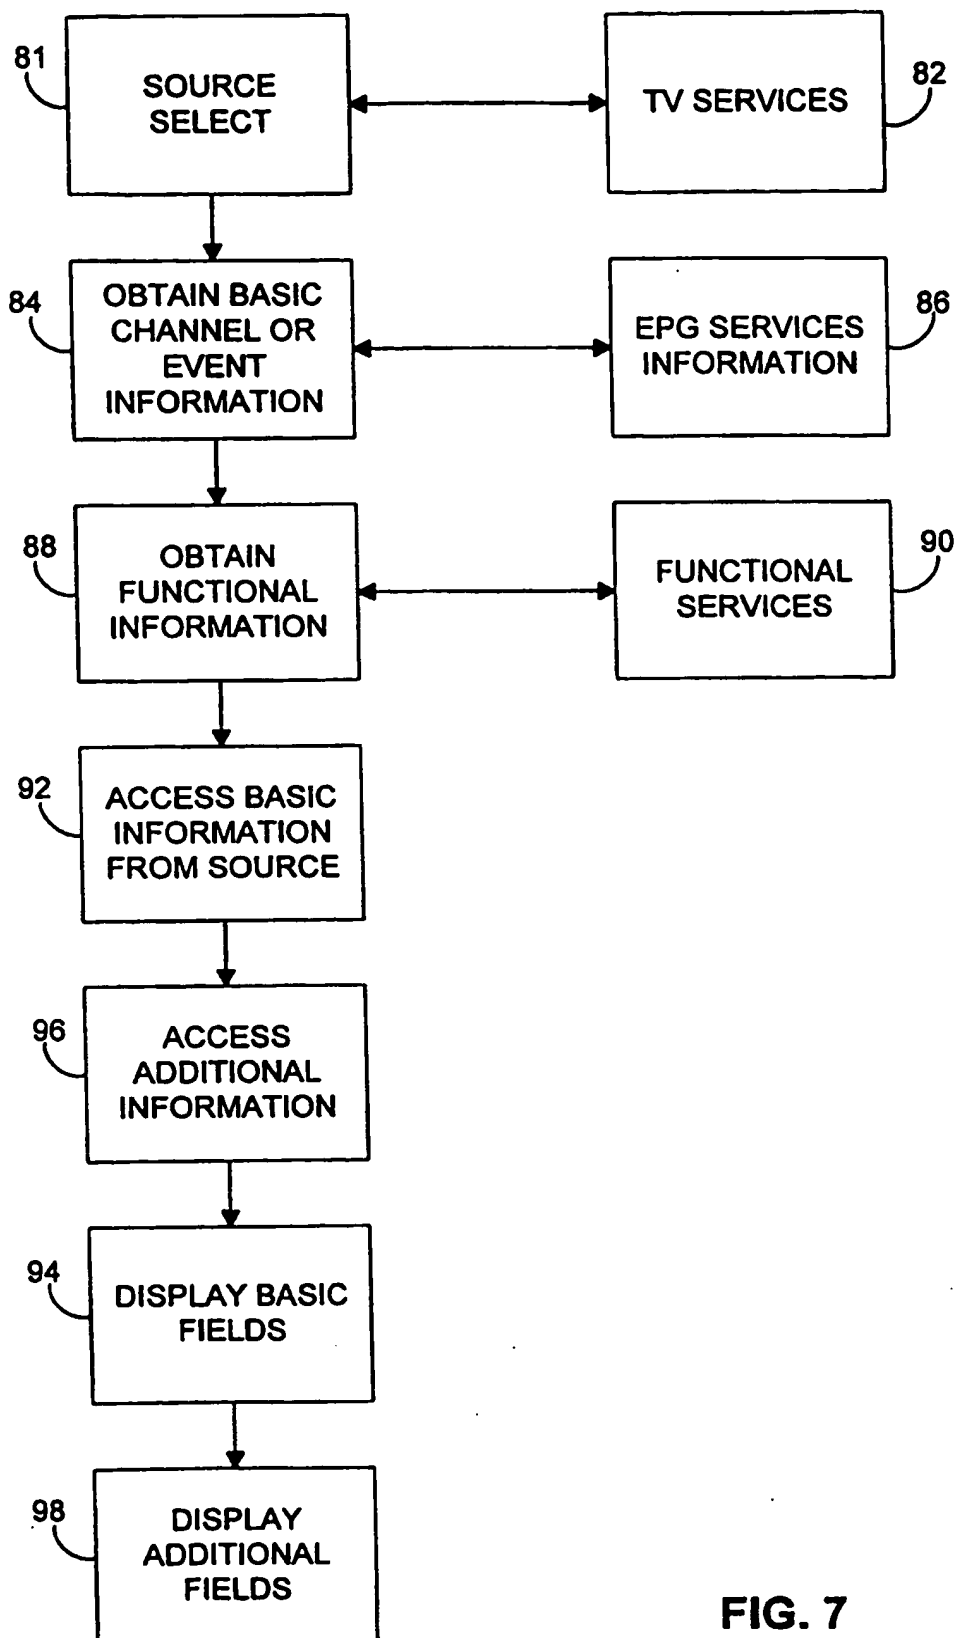 81
SOURCE
SELECT
TV SERVICES
82
84
OBTAIN BASIC
CHANNEL OR
EVENT
INFORMATION
EPG SERVICES
INFORMATION
86
88
OBTAIN
FUNCTIONAL
INFORMATION
FUNCTIONAL
SERVICES
90
92
ACCESS BASIC
INFORMATION
FROM SOURCE
96
ACCESS
ADDITIONAL
INFORMATION
94
DISPLAY BASIC
FIELDS
98
DISPLAY
ADDITIONAL
FIELDS
FIG. 7